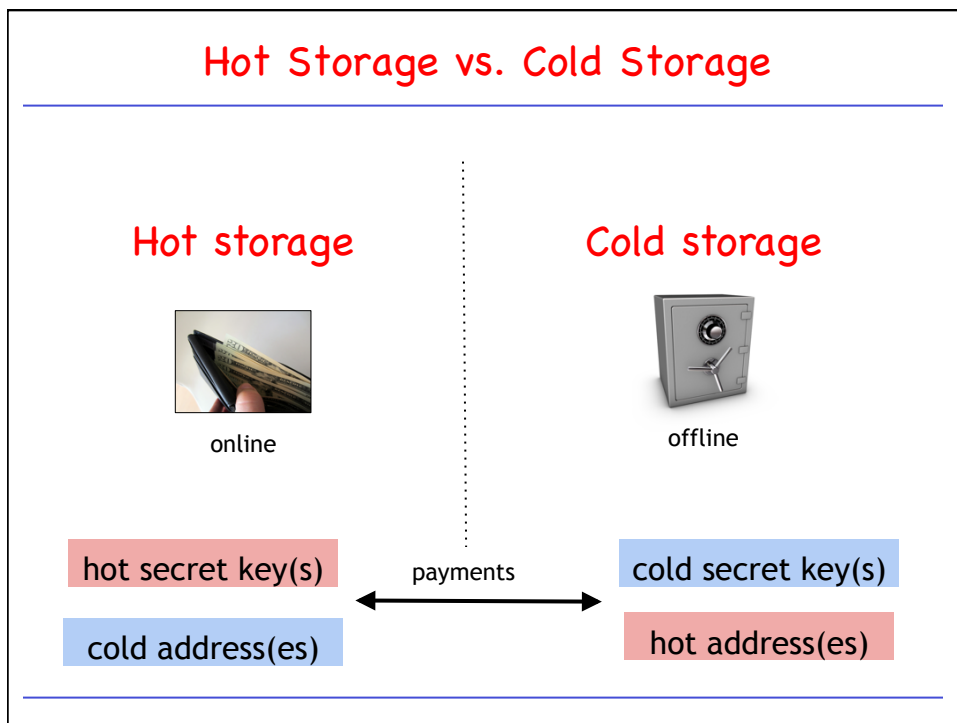 Hot Storage vs. Cold Storage
Hot storage
Cold storage
online
offline
hot secret key(s)
payments
cold secret key(s)
cold address(es)
hot address(es)